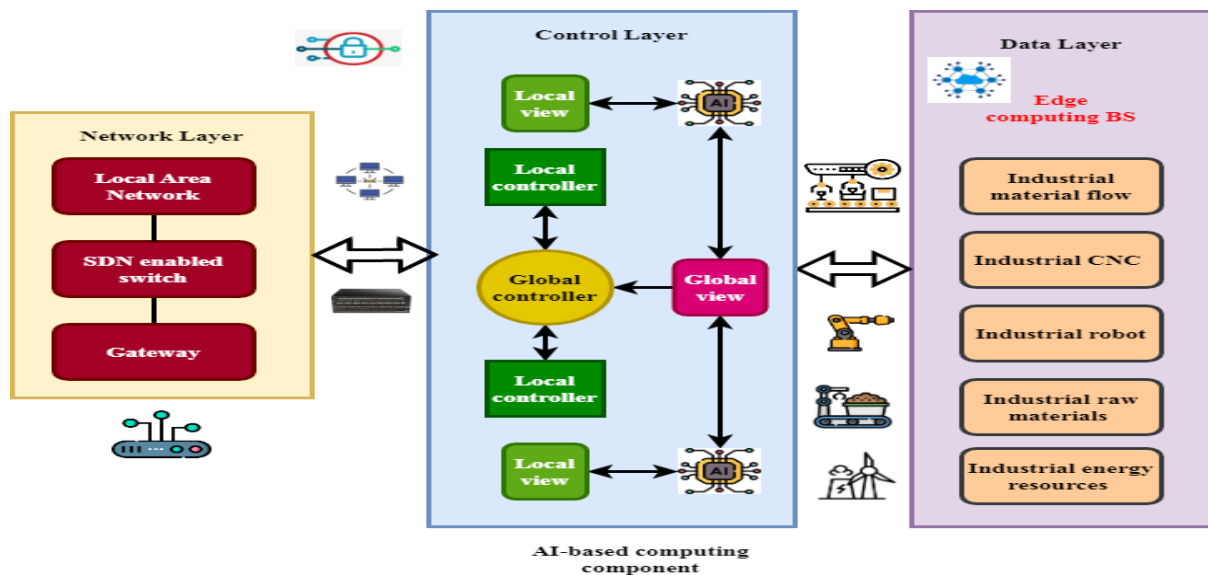 Network Layer
Local Area
Network
SDN enabled
switch
Gateway
Control Layer
Local
view
AI
Local
controller
Global
controller
Global
view
Local
controller
Local
view
AI
AI-based computing
component
Data Layer
Edge
computing BS
Industrial
material flow
Industrial CNC
Industrial robot
Industrial raw
materials
Industrial energy
resources